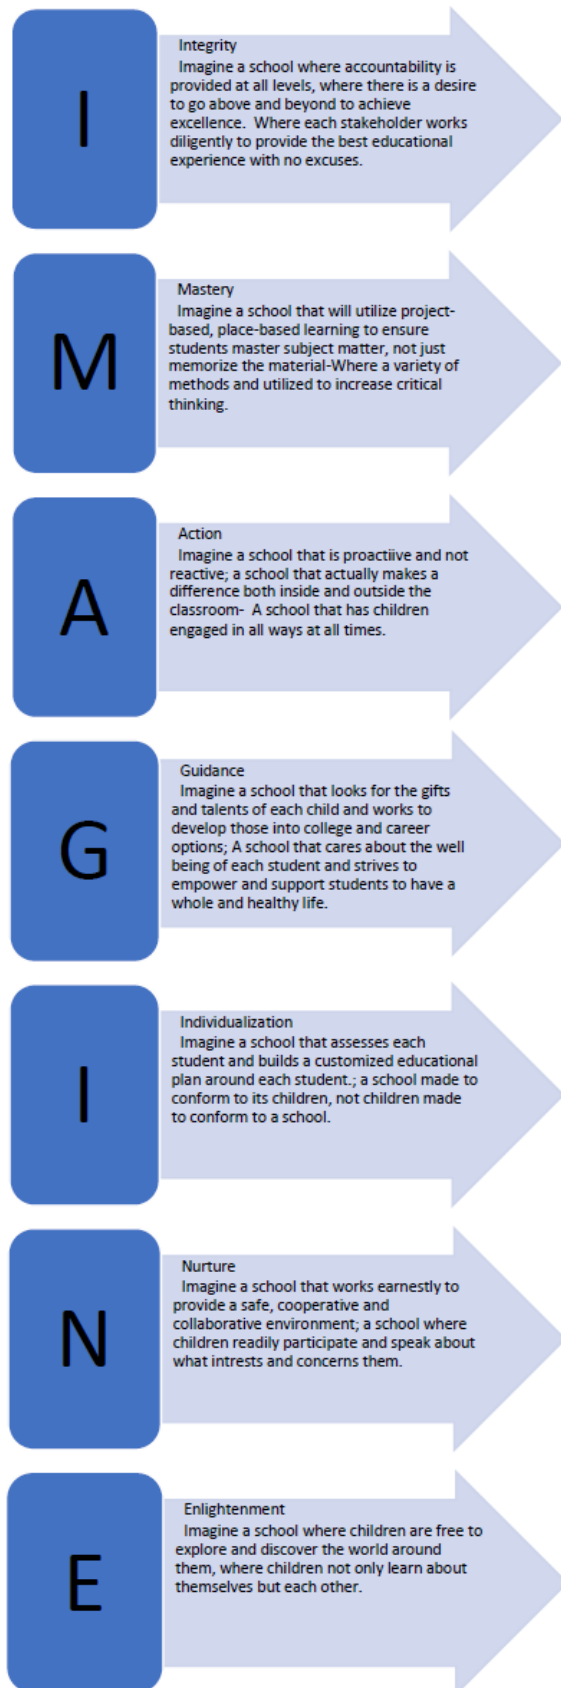 I
Integrity
Imagine a school where accountability is
provided at all levels, where there is a desire
to go above and beyond to achieve
excellence.  Where each stakeholder works
diligently to provide the best educational
experience with no excuses.
M
Mastery
Imagine a school that will utilize project-
based, place-based learning to ensure
students master subject matter, not just
memorize the material-Where a variety of
methods and utilized to increase critical
thinking.
A
Action
Imagine a school that is proactiive and not
reactive; a school that actually makes a
difference both inside and outside the
classroom-  A school that has children
engaged in all ways at all times.
G
Guidance
Imagine a school that looks for the gifts
and talents of each child and works to
develop those into college and career
options; A school that cares about the well
being of each student and strives to
empower and support students to have a
whole and healthy life.
I
Individualization
Imagine a school that assesses each
student and builds a customized educational
plan around each student.; a school made to
conform to its children, not children made
to conform to a school.
N
Nurture
Imagine a school that works earnestly to
provide a safe, cooperative and
collaborative environment; a school where
children readily participate and speak about
what intrests and concerns them.
E
Enlightenment
Imagine a school where children are free to
explore and discover the world around
them, where children not only learn about
themselves but each other.